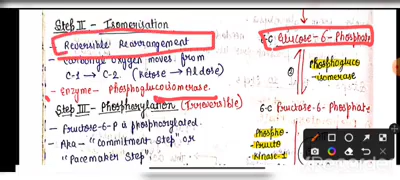 Step II - Isomerisation
- Reversible Rearrangement
- Carbonyl oxygen moves from
C-1 → C-2 (Ketose → Aldose)
- Enzyme - Phosphoglucoisomerase.
Step III - Phosphorylation (Irreversible)
- Fructose-6-P is phosphorylated.
- Aka - "Commitment Step or
"Pacemaker Step".
6-C Glucose-6-Phosphate
Phosphogluco
-isomerase
6-C Fructose-6-Phosphate
Phospho-
Fructo
Kinase-1